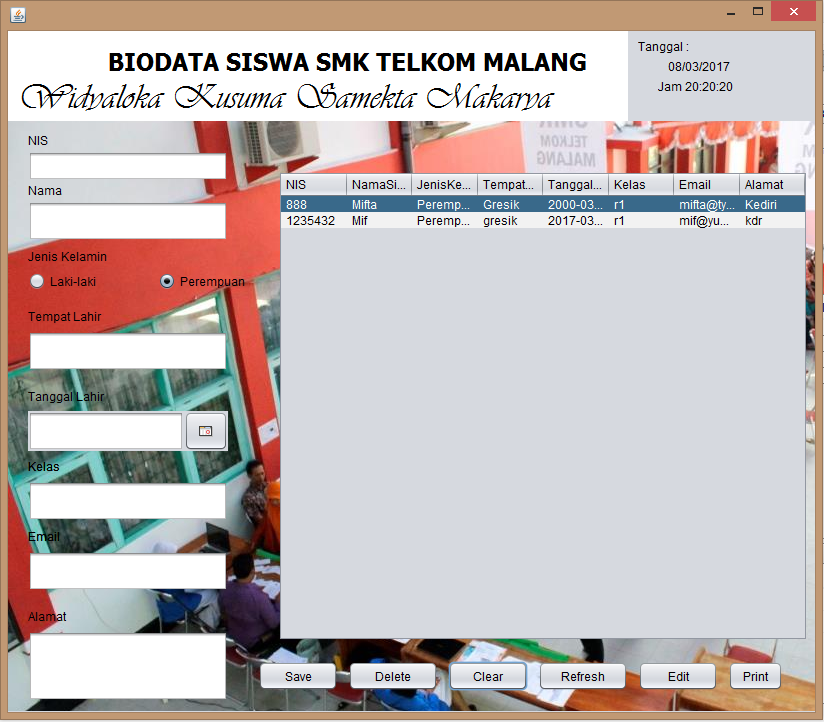 BIODATA SISWA SMK TELKOM MALANG
Widyaloka Kusuma Samekta Makarya
Tanggal :
08/03/2017
Jam 20:20:20
TELKOM
MALANG
NIS
Nama
Jenis Kelamin
Laki-laki Perempuan
Tempat Lahir
Tanggal Lahir
Kelas
Email
Alamat
NIS NamaSi... JenisKe... Tempat... Tanggal... Kelas Email Alamat
888 Mifta Peremp... Gresik 2000-03... r1 mifta@ty... Kediri
1235432 Mif Peremp... gresik 2017-03... r1 mif@yu... kdr
Save Delete Clear Refresh Edit Print